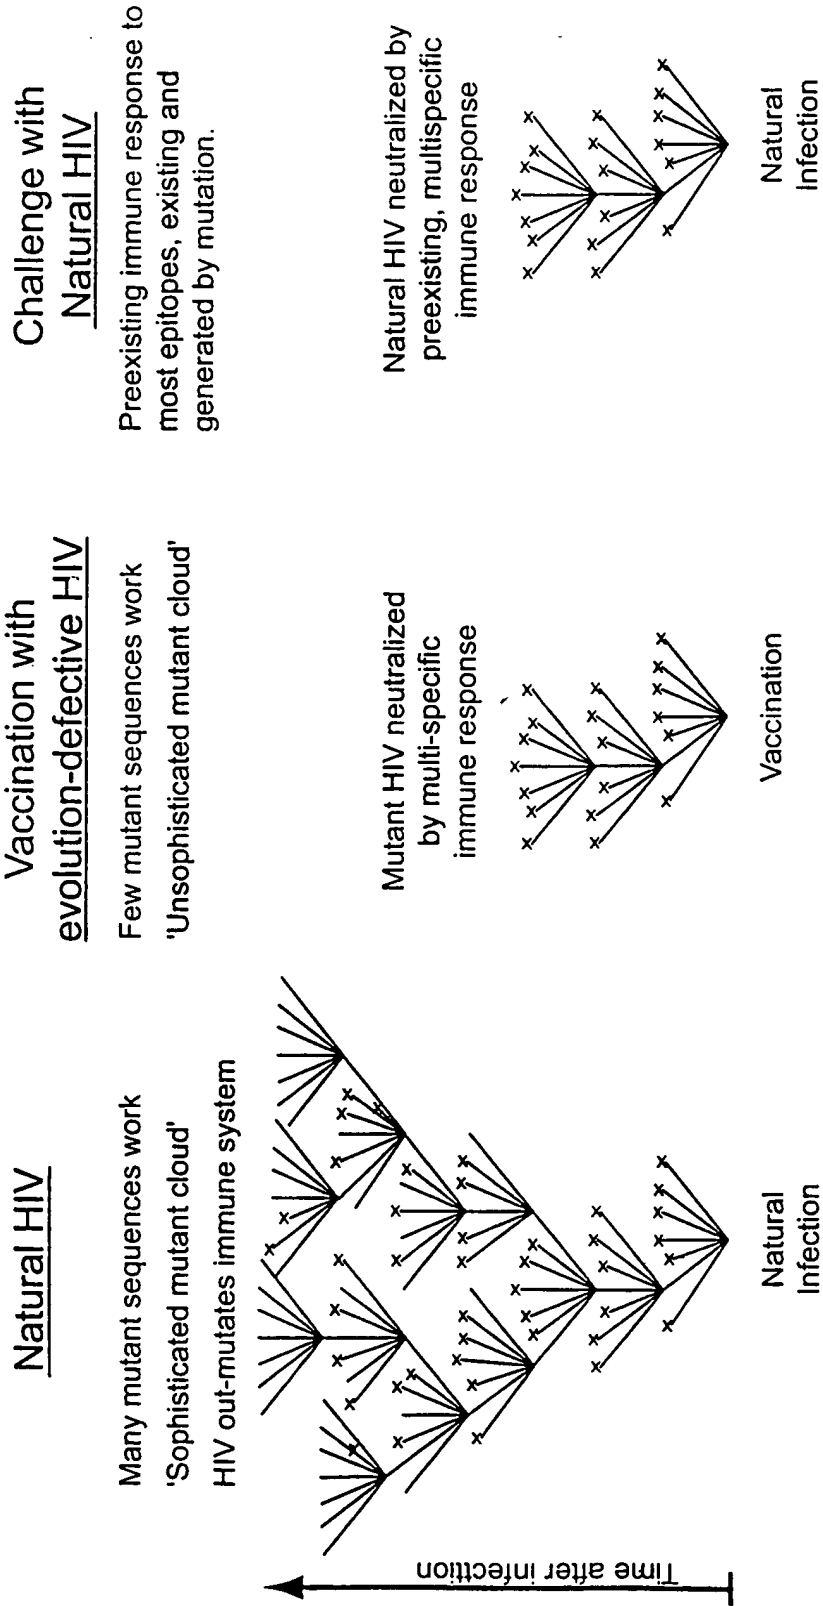 Natural HIV
Many mutant sequences work
'Sophisticated mutant cloud'
HIV out-mutates immune system
Time after infection
Natural
Infection
Vaccination with
evolution-defective HIV
Few mutant sequences work
'Unsophisticated mutant cloud'
Mutant HIV neutralized
by multi-specific
immune response
Vaccination
Challenge with
Natural HIV
Preexisting immune response to
most epitopes, existing and
generated by mutation.
Natural HIV neutralized by
preexisting, multispecific
immune response
Natural
Infection